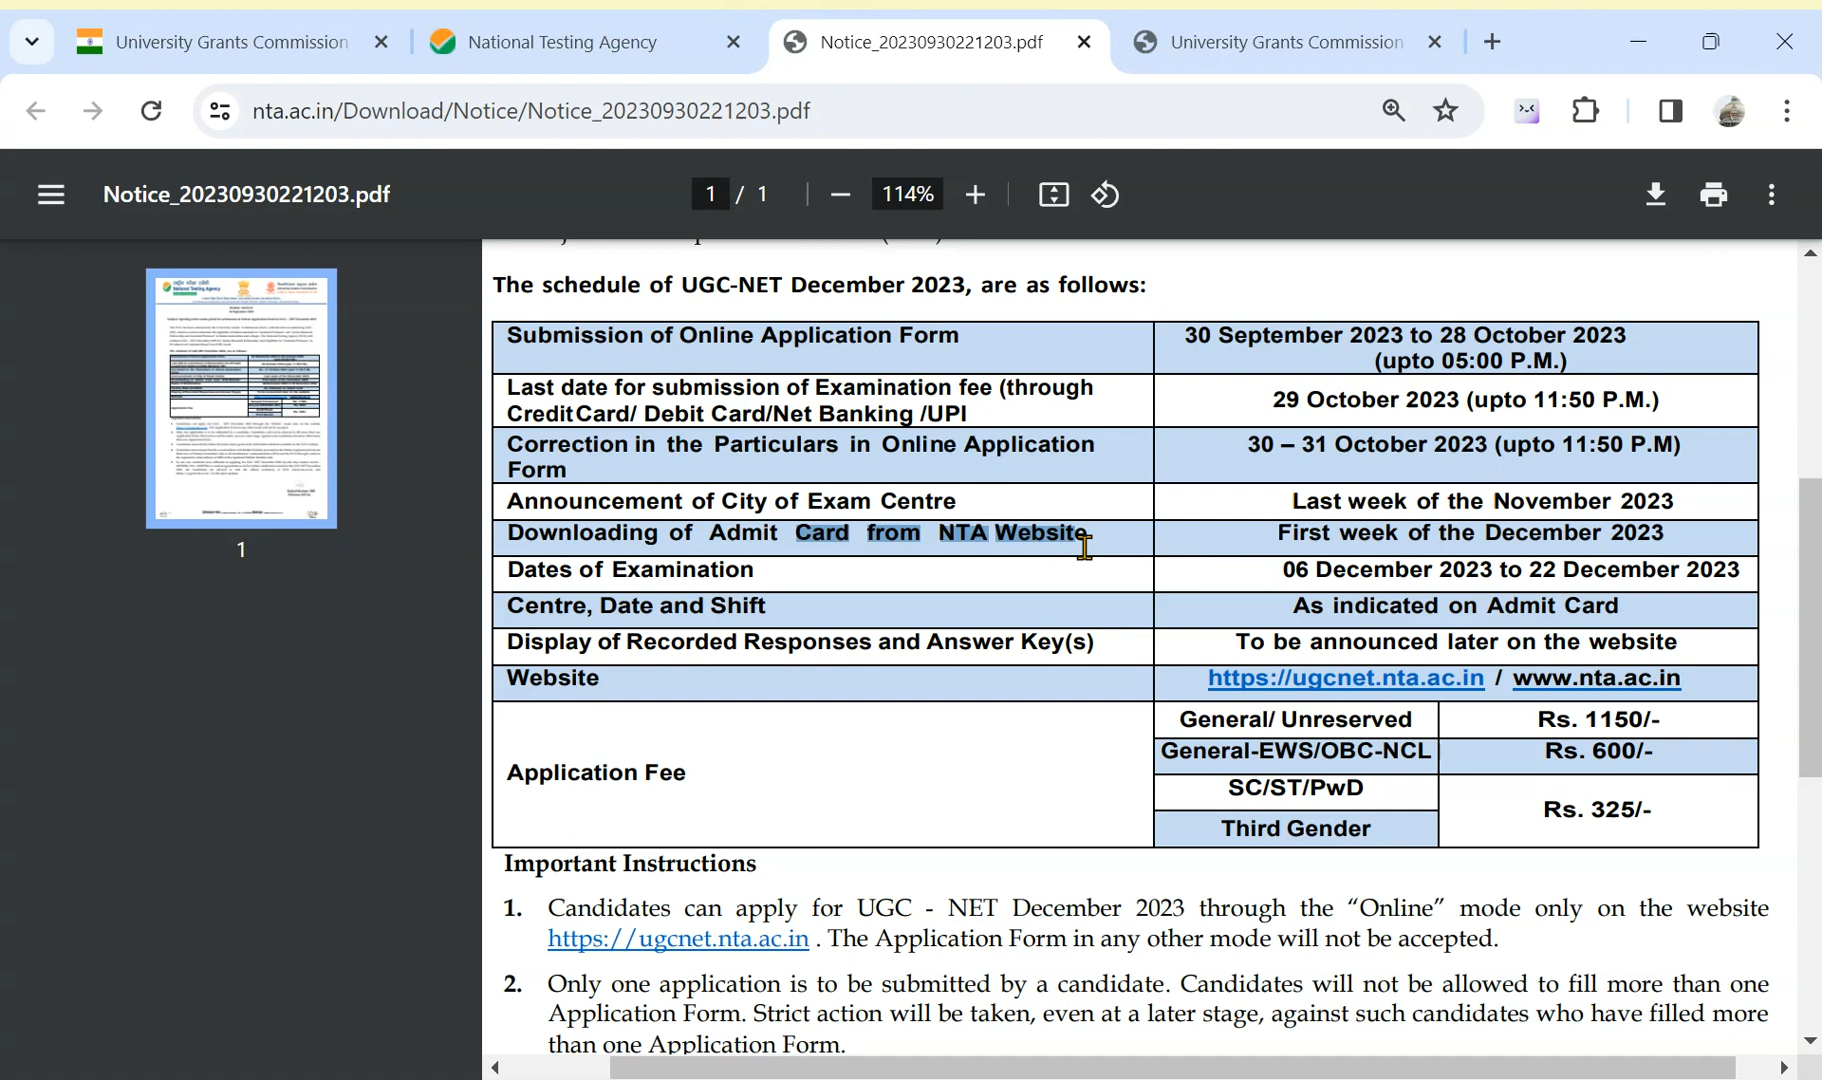 University Grants Commission
National Testing Agency
Notice_20230930221203.pdf
University Grants Commission
nta.ac.in/Download/Notice/Notice_20230930221203.pdf
Notice_20230930221203.pdf
1 / 1
114%
1
The schedule of UGC-NET December 2023, are as follows:
Submission of Online Application Form
30 September 2023 to 28 October 2023
(upto 05:00 P.M.)
Last date for submission of Examination fee (through
Credit Card/ Debit Card/Net Banking /UPI
29 October 2023 (upto 11:50 P.M.)
Correction in the Particulars in Online Application
Form
30 – 31 October 2023 (upto 11:50 P.M)
Announcement of City of Exam Centre
Last week of the November 2023
Downloading of Admit Card from NTA Website
First week of the December 2023
Dates of Examination
06 December 2023 to 22 December 2023
Centre, Date and Shift
As indicated on Admit Card
Display of Recorded Responses and Answer Key(s)
To be announced later on the website
Website
https://ugcnet.nta.ac.in / www.nta.ac.in
Application Fee
General/ Unreserved
Rs. 1150/-
General-EWS/OBC-NCL
Rs. 600/-
SC/ST/PwD
Third Gender
Rs. 325/-
Important Instructions
1. Candidates can apply for UGC - NET December 2023 through the “Online” mode only on the website
https://ugcnet.nta.ac.in . The Application Form in any other mode will not be accepted.
2. Only one application is to be submitted by a candidate. Candidates will not be allowed to fill more than one
Application Form. Strict action will be taken, even at a later stage, against such candidates who have filled more
than one Application Form.